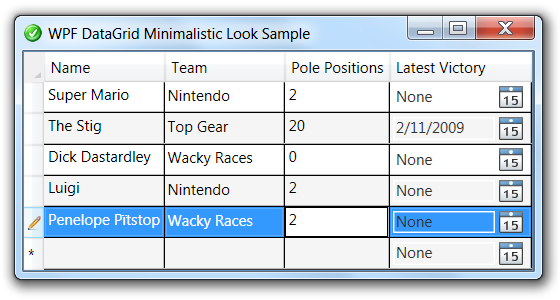 WPF DataGrid Minimalistic Look Sample
Name Team Pole Positions Latest Victory
Super Mario Nintendo 2 None 15
The Stig Top Gear 20 2/11/2009 15
Dick Dastardley Wacky Races 0 None 15
Luigi Nintendo 2 None 15
Penelope Pïtstop Wacky Races 2 None 15
* None 15